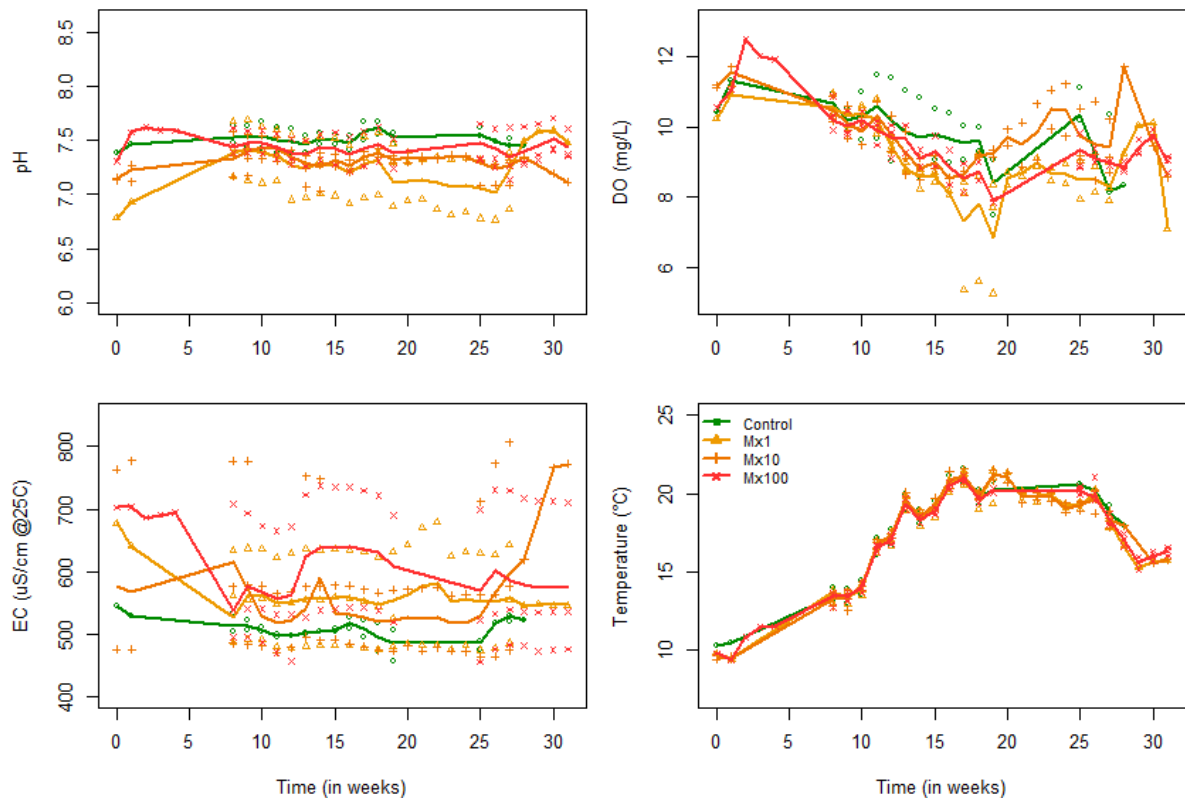 8.5
8.0
7.5
7.0
6.5
6.0
pH
0 5 10 15 20 25 30
12
10
8
6
DO (mg/L)
0 5 10 15 20 25 30
800
700
600
500
400
EC (uS/cm @25C)
0 5 10 15 20 25 30
Time (in weeks)
25
20
15
10
Temperature (°C)
Control
Mx1
Mx10
Mx100
0 5 10 15 20 25 30
Time (in weeks)